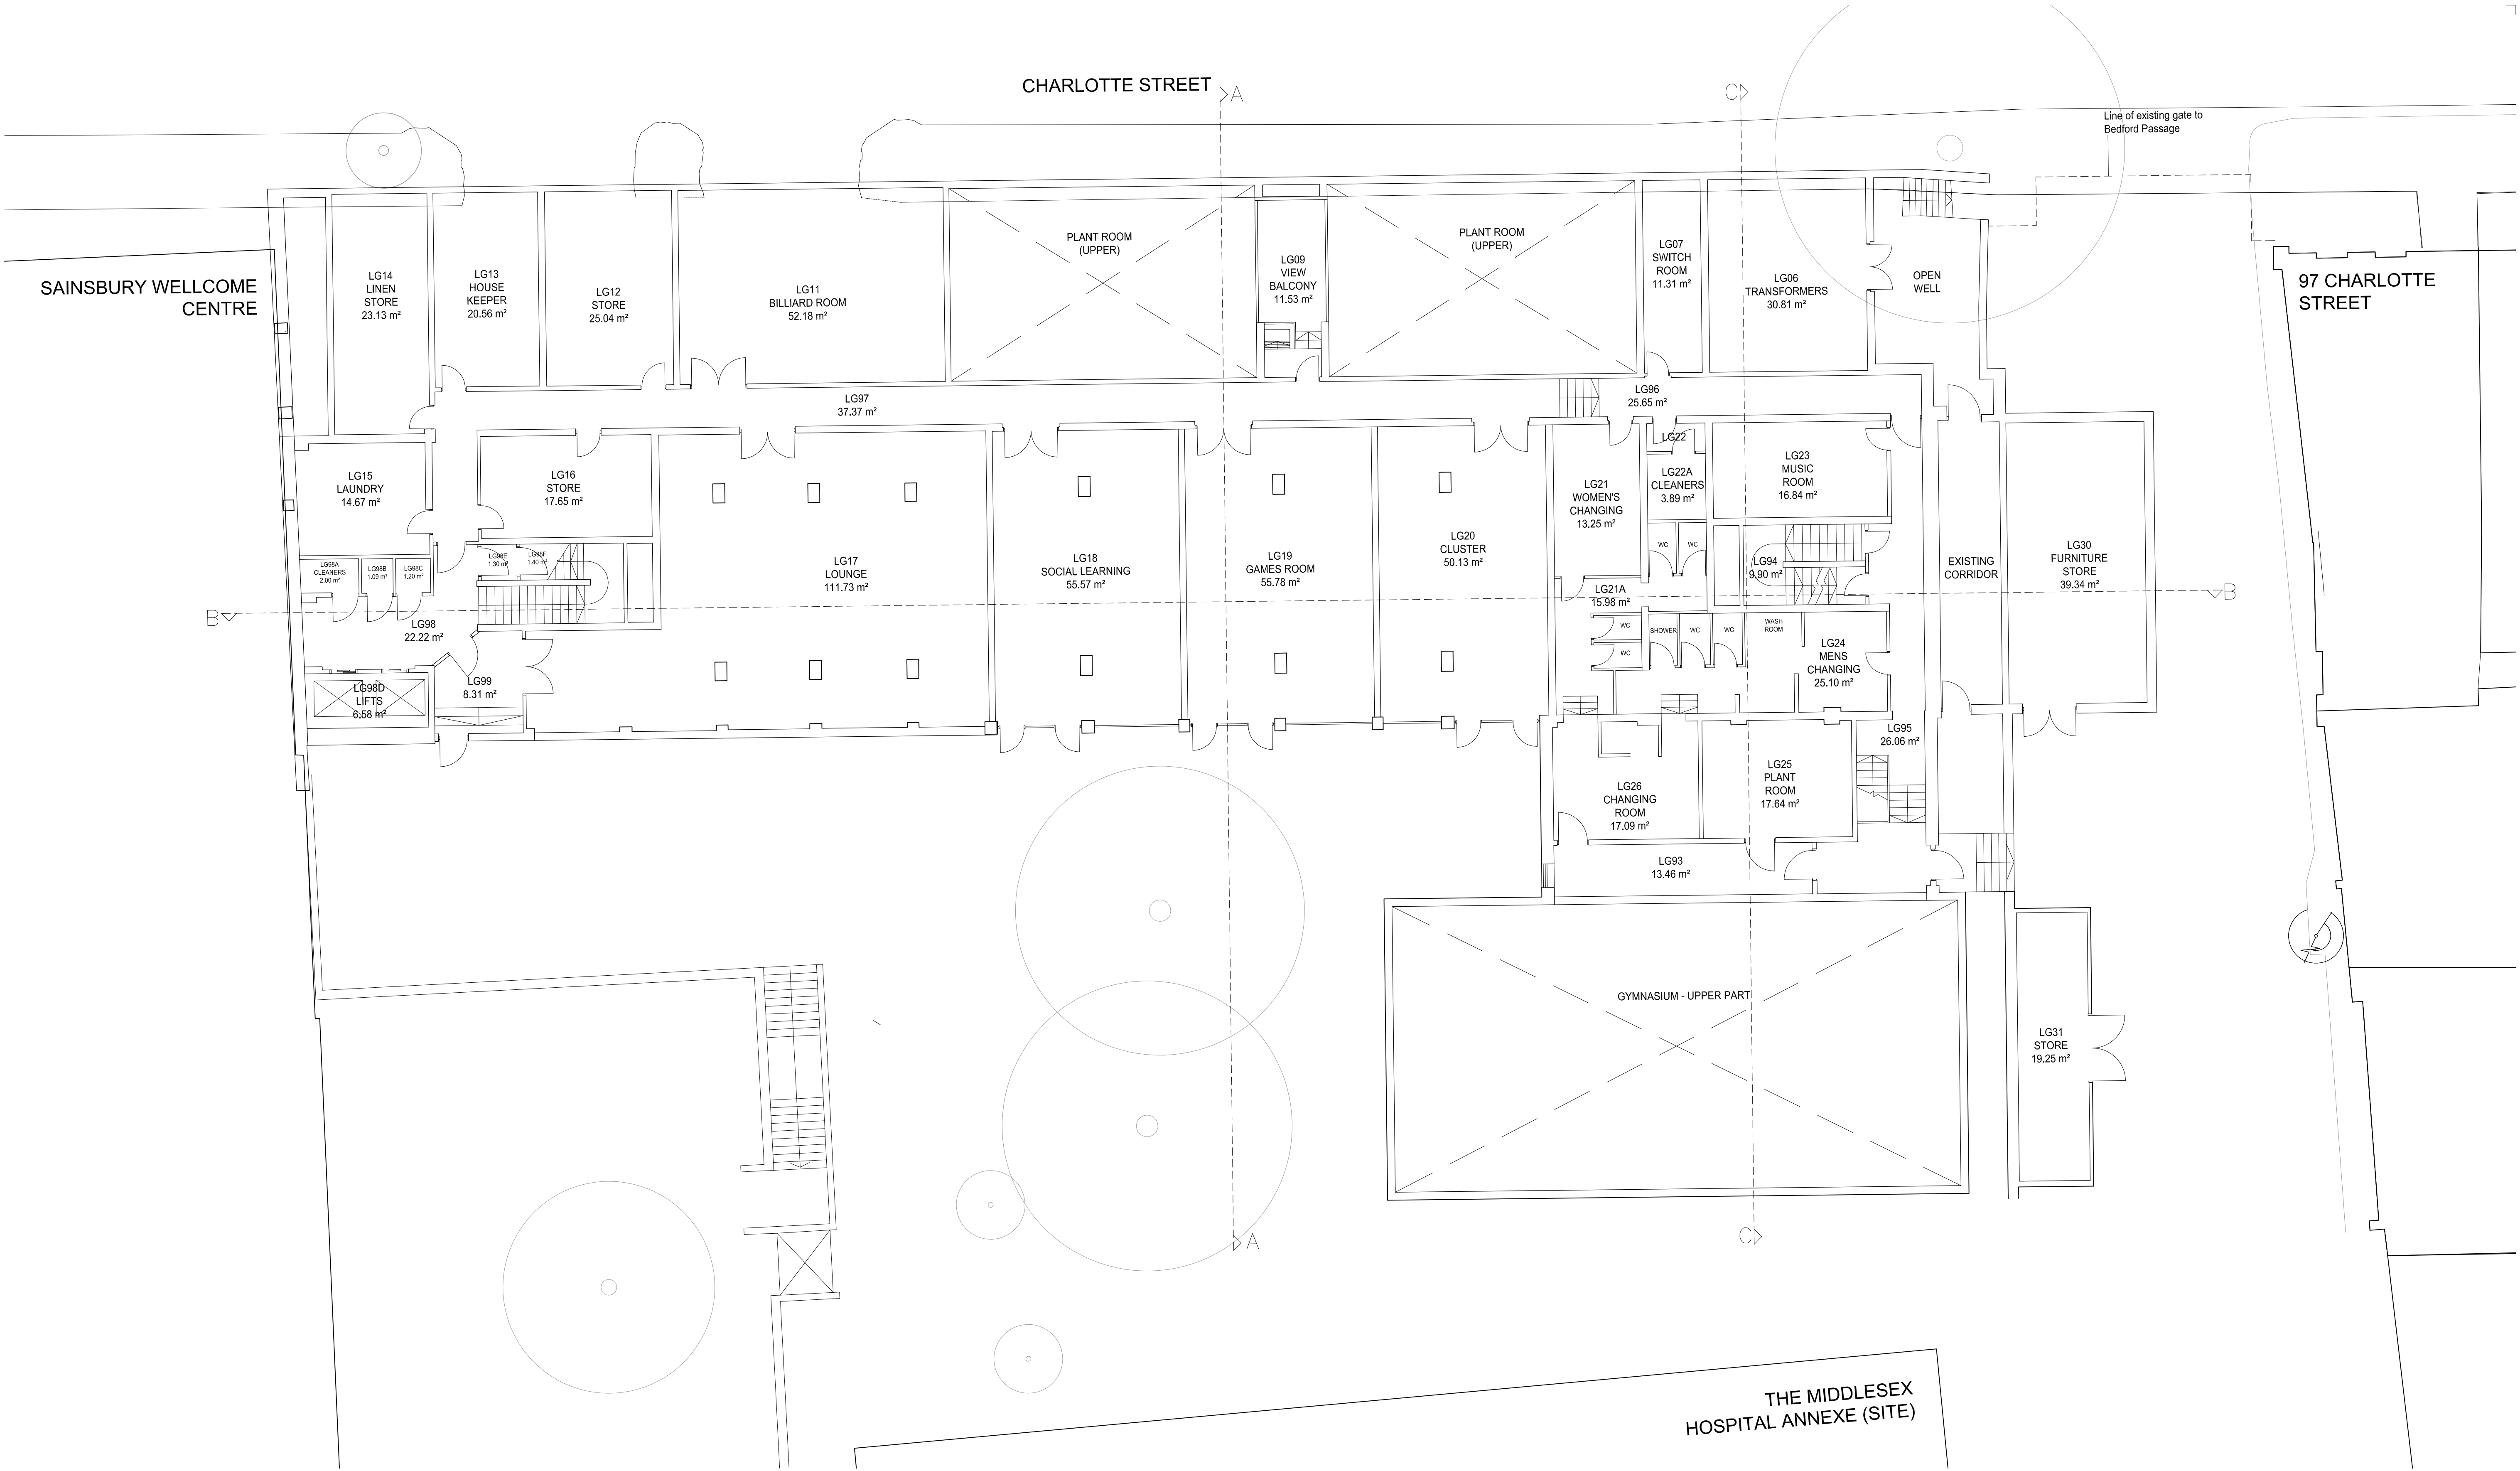 CHARLOTTE STREET
A
C
Line of existing gate to
Bedford Passage
SAINSBURY WELLCOME
CENTRE
LG14
LINEN
STORE
23.13 m²
LG13
HOUSE
KEEPER
20.56 m²
LG12
STORE
25.04 m²
LG11
BILLIARD ROOM
52.18 m²
PLANT ROOM
(UPPER)
LG09
VIEW
BALCONY
11.53 m²
PLANT ROOM
(UPPER)
LG07
SWITCH
ROOM
11.31 m²
LG06
TRANSFORMERS
30.81 m²
OPEN
WELL
97 CHARLOTTE
STREET
LG97
37.37 m²
LG96
25.65 m²
LG15
LAUNDRY
14.67 m²
LG16
STORE
17.65 m²
LG17
LOUNGE
111.73 m²
LG18
SOCIAL LEARNING
55.57 m²
LG19
GAMES ROOM
55.78 m²
LG20
CLUSTER
50.13 m²
LG21
WOMEN'S
CHANGING
13.25 m²
LG22
LG22A
CLEANERS
3.89 m²
WC
WC
LG23
MUSIC
ROOM
16.84 m²
LG94
9.90 m²
EXISTING
CORRIDOR
LG30
FURNITURE
STORE
39.34 m²
LG98A
CLEANERS
2.00 m²
LG98B
1.09 m²
LG98C
1.20 m²
LG98E
1.30 m²
LG98F
1.40 m²
B
B
LG98
22.22 m²
LG21A
15.98 m²
WC
WC
SHOWER
WC
WC
WASH
ROOM
LG24
MENS
CHANGING
25.10 m²
LG98D
LIFTS
6.58 m²
LG99
8.31 m²
LG95
26.06 m²
LG26
CHANGING
ROOM
17.09 m²
LG25
PLANT
ROOM
17.64 m²
LG93
13.46 m²
GYMNASIUM - UPPER PART
LG31
STORE
19.25 m²
A
C
THE MIDDLESEX
HOSPITAL ANNEXE (SITE)